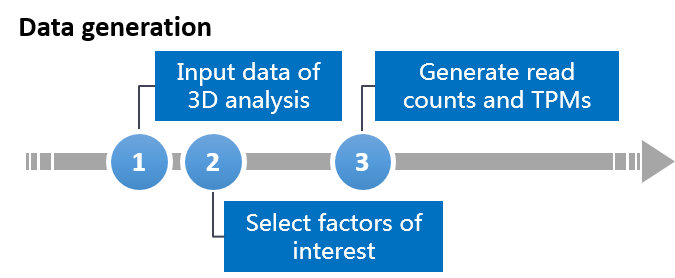 Data generation
Input data of
3D analysis
Generate read
counts and TPMs
1
2
3
Select factors of
interest